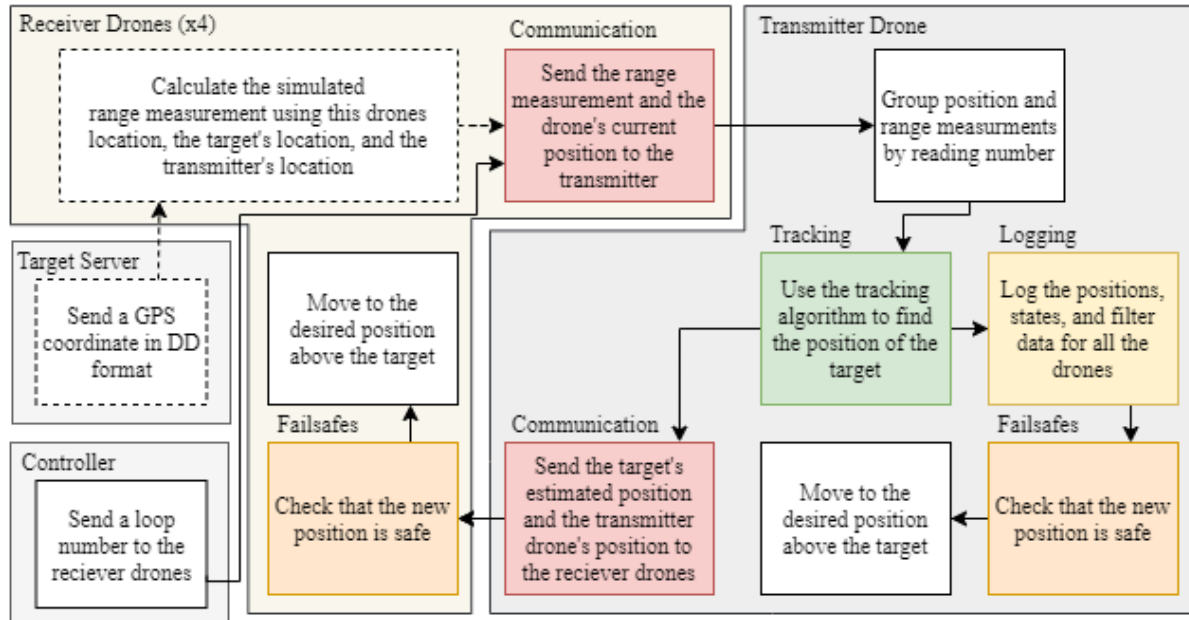 Receiver Drones (x4)
Calculate the simulated
range measurement using this drones
location, the target's location, and the
transmitter's location
Communication
Send the range
measurement and the
drone's current
position to the
transmitter
Transmitter Drone
Group position and
range measurments
by reading number
Target Server
Send a GPS
coordinate in DD
format
Move to the
desired position
above the target
Tracking
Use the tracking
algorithm to find
the position of the
target
Logging
Log the positions,
states, and filter
data for all the
drones
Controller
Send a loop
number to the
reciever drones
Failsafes
Check that the new
position is safe
Communication
Send the target's
estimated position
and the transmitter
drone's position to
the reciever drones
Move to the
desired position
above the target
Failsafes
Check that the new
position is safe